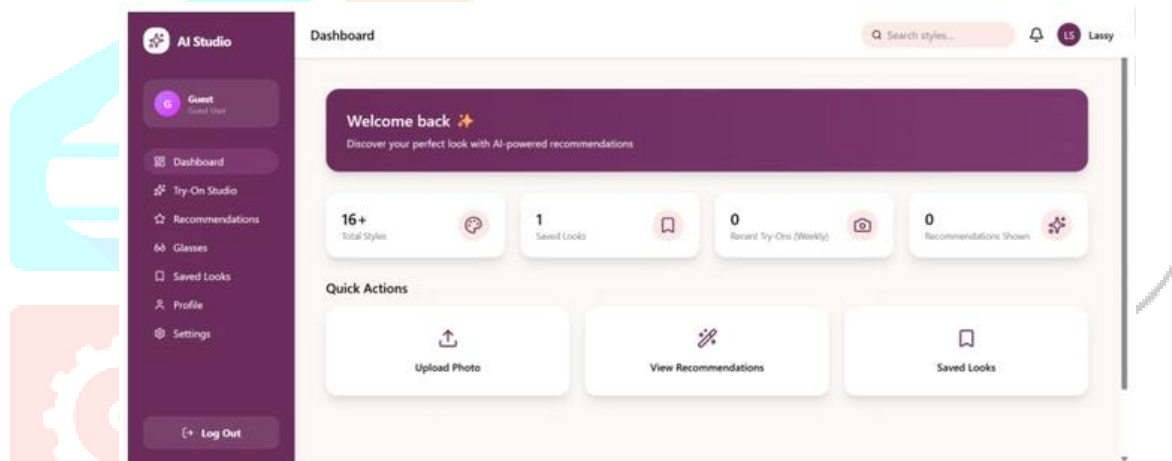 AI Studio
Dashboard
Search styles...
LS
Lassy
G
Guest
Guest User
Dashboard
Try-On Studio
Recommendations
Glasses
Saved Looks
Profile
Settings
Log Out
Welcome back
Discover your perfect look with AI-powered recommendations
16+
Total Styles
1
Saved Looks
0
Recent Try-Ons (Weekly)
0
Recommendations Shown
Quick Actions
Upload Photo
View Recommendations
Saved Looks